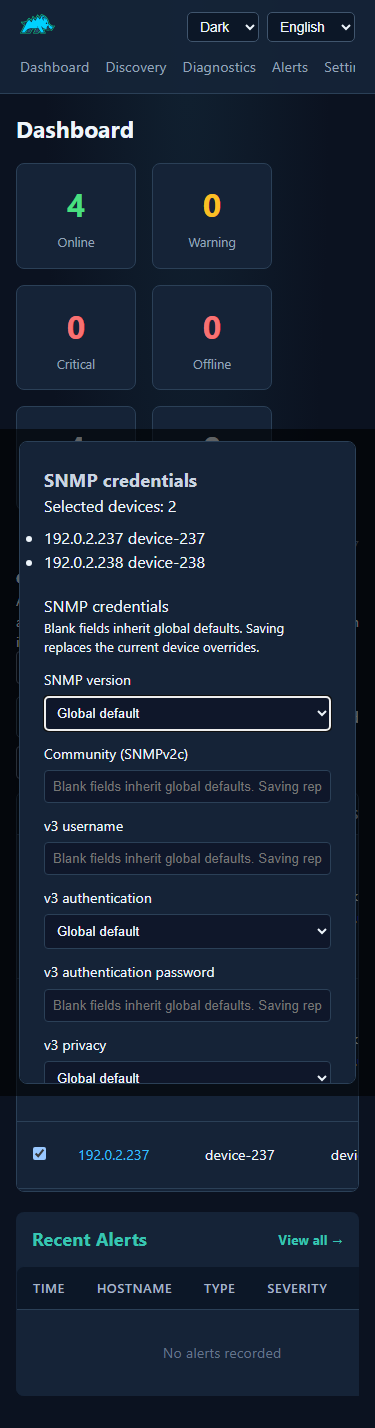 Dark
English
Dashboard
Discovery
Diagnostics
Alerts
Dashboard
4
Online
0
Warning
0
Critical
0
Offline
SNMP credentials
Selected devices: 2
192.0.2.237 device-237
192.0.2.238 device-238
SNMP credentials
Blank fields inherit global defaults. Saving
replaces the current device overrides.
SNMP version
Global default
Community (SNMPv2c)
Blank fields inherit global defaults. Saving rep
v3 username
Blank fields inherit global defaults. Saving rep
v3 authentication
Global default
v3 authentication password
Blank fields inherit global defaults. Saving rep
v3 privacy
Global default
192.0.2.237
device-237
devi
Recent Alerts
View all →
TIME
HOSTNAME
TYPE
SEVERITY
No alerts recorded